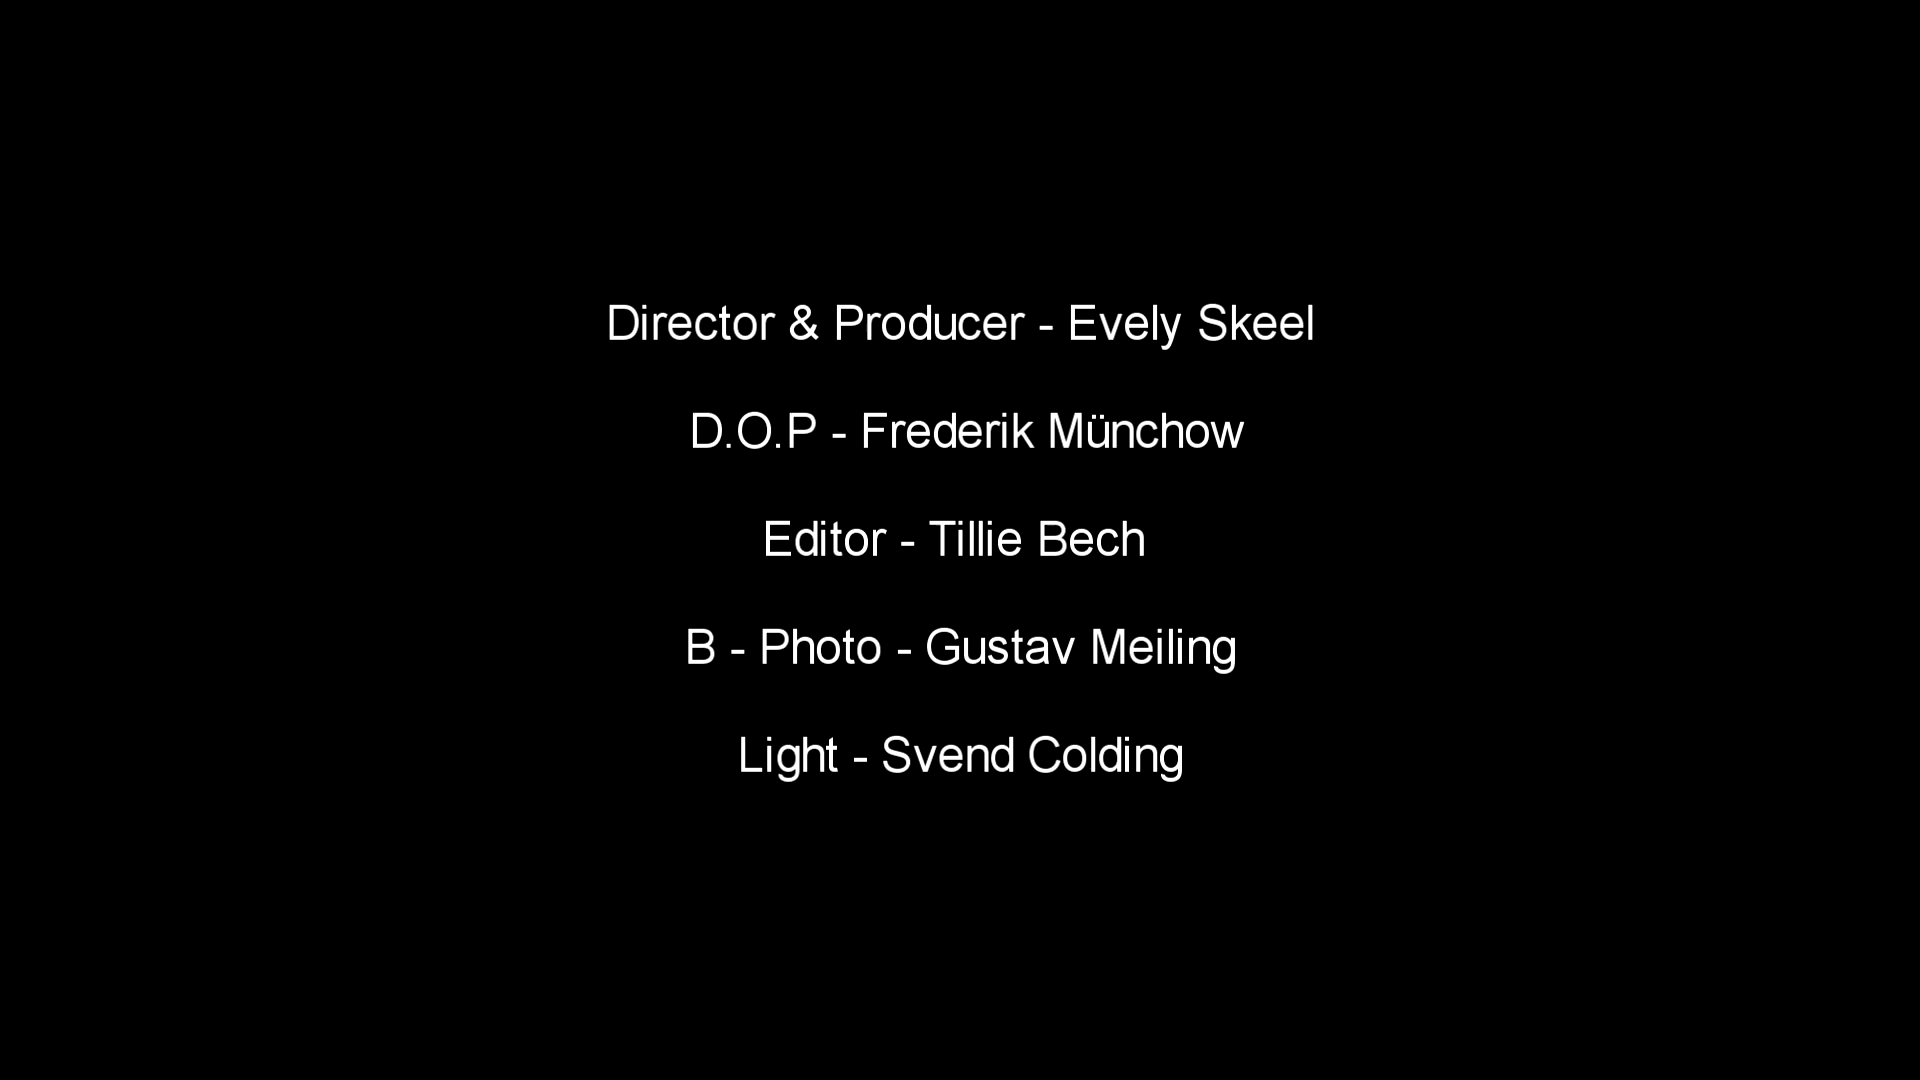 Director & Producer - Evely Skeel
D.O.P - Frederik Münchow
Editor - Tillie Bech
B - Photo - Gustav Meiling
Light - Svend Colding